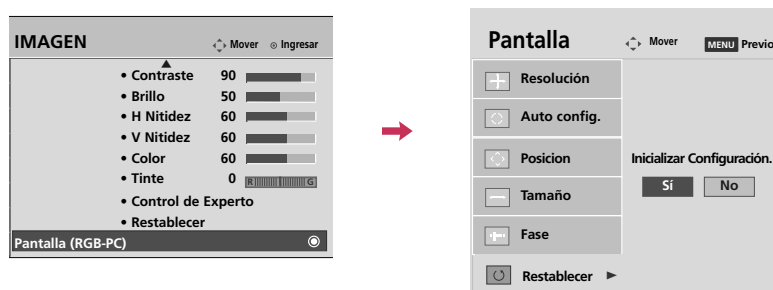 IMAGEN
Mover
Ingresar
• Contraste 90
• Brillo 50
• H Nitidez 60
• V Nitidez 60
• Color 60
• Tinte 0 R G
• Control de Experto
• Restablecer
Pantalla (RGB-PC)
Pantalla
Mover
MENU Previo
Resolución
Auto config.
Posicion
Tamaño
Fase
Restablecer
Inicializar Configuración.
Sí No